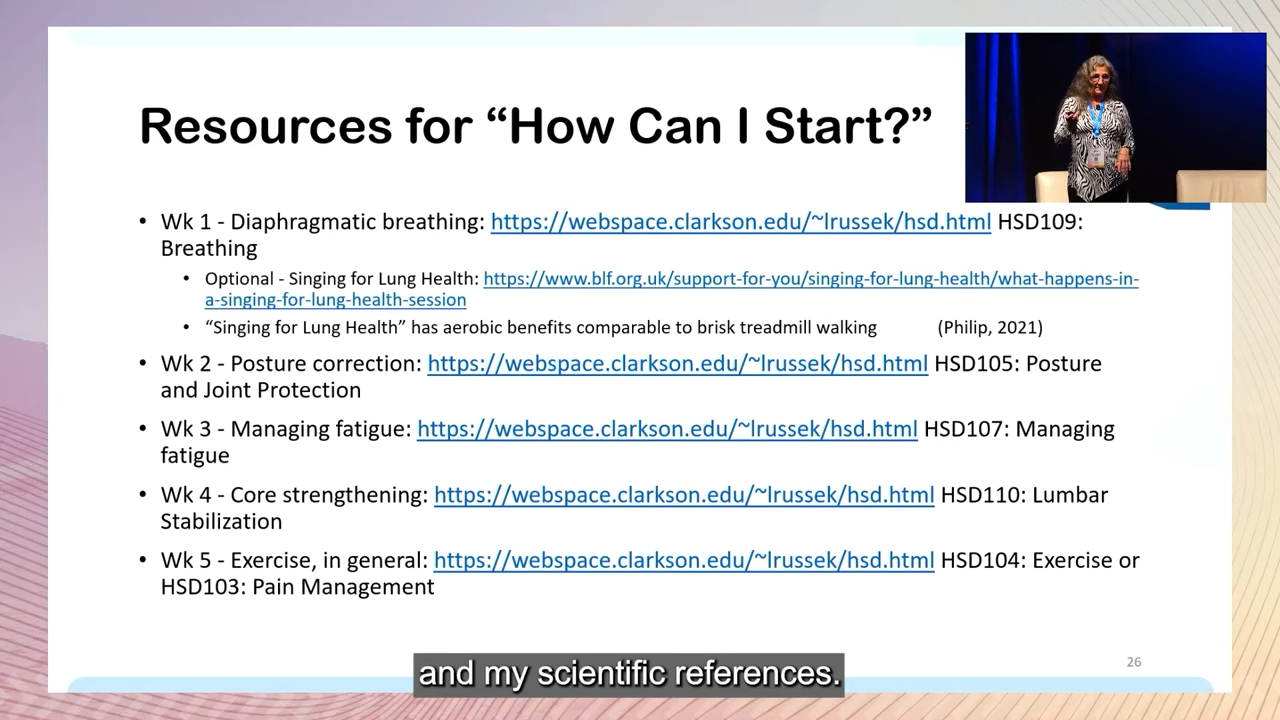 Resources for “How Can I Start?”
• Wk 1 - Diaphragmatic breathing: https://webspace.clarkson.edu/~lrussek/hsd.html HSD109:
Breathing
• Optional - Singing for Lung Health: https://www.blf.org.uk/support-for-you/singing-for-lung-health/what-happens-in-
a-singing-for-lung-health-session
• “Singing for Lung Health” has aerobic benefits comparable to brisk treadmill walking (Philip, 2021)
• Wk 2 - Posture correction: https://webspace.clarkson.edu/~lrussek/hsd.html HSD105: Posture
and Joint Protection
• Wk 3 - Managing fatigue: https://webspace.clarkson.edu/~lrussek/hsd.html HSD107: Managing
fatigue
• Wk 4 - Core strengthening: https://webspace.clarkson.edu/~lrussek/hsd.html HSD110: Lumbar
Stabilization
• Wk 5 - Exercise, in general: https://webspace.clarkson.edu/~lrussek/hsd.html HSD104: Exercise or
HSD103: Pain Management
26
and my scientific references.